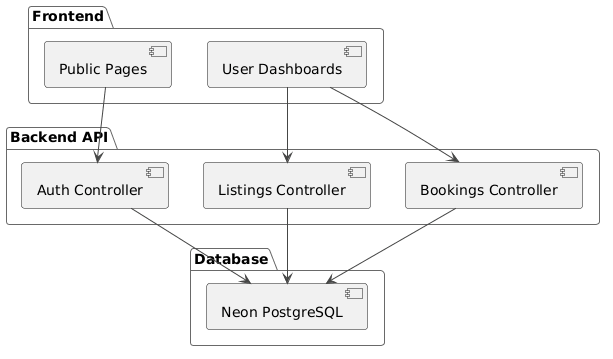 Frontend
Public Pages
User Dashboards
Backend API
Auth Controller
Listings Controller
Bookings Controller
Database
Neon PostgreSQL